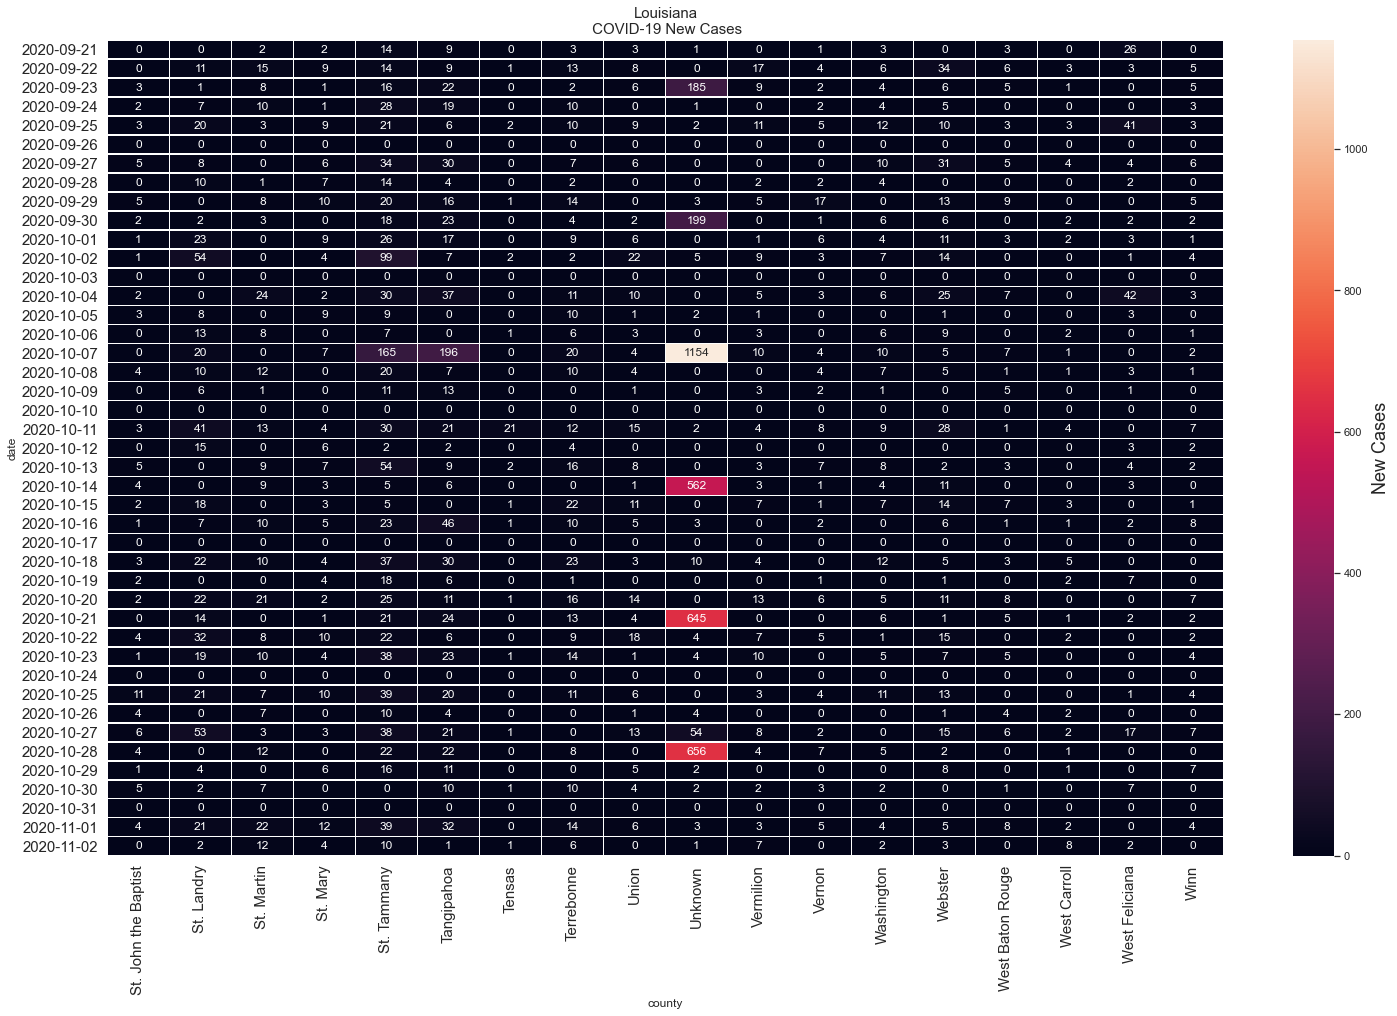 Louisiana
COVID-19 New Cases
2020-09-21 0 0 2 2 14 9 0 3 3 1 0 1 3 0 3 0 26 0
2020-09-22 0 11 15 9 14 9 1 13 8 0 17 4 6 34 6 3 3 5
2020-09-23 3 1 8 1 16 22 0 2 6 185 9 2 4 6 5 1 0 5
2020-09-24 2 7 10 1 28 19 0 10 0 1 0 2 4 5 0 0 0 3
2020-09-25 3 20 3 9 21 6 2 10 9 2 11 5 12 10 3 3 41 3
2020-09-26 0 0 0 0 0 0 0 0 0 0 0 0 0 0 0 0 0 0
2020-09-27 5 8 0 6 34 30 0 7 6 0 0 0 10 31 5 4 4 6
2020-09-28 0 10 1 7 14 4 0 2 0 0 2 2 4 0 0 0 2 0
2020-09-29 5 0 8 10 20 16 1 14 0 3 5 17 0 13 9 0 0 5
2020-09-30 2 2 3 0 18 23 0 4 2 199 0 1 6 6 0 2 2 2
2020-10-01 1 23 0 9 26 17 0 9 6 0 1 6 4 11 3 2 3 1
2020-10-02 1 54 0 4 99 7 2 2 22 5 9 3 7 14 0 0 1 4
2020-10-03 0 0 0 0 0 0 0 0 0 0 0 0 0 0 0 0 0 0
2020-10-04 2 0 24 2 30 37 0 11 10 0 5 3 6 25 7 0 42 3
2020-10-05 3 8 0 9 9 0 0 10 1 2 1 0 0 1 0 0 3 0
2020-10-06 0 13 8 0 7 0 1 6 3 0 3 0 6 9 0 2 0 1
2020-10-07 0 20 0 7 165 196 0 20 4 1154 10 4 10 5 7 1 0 2
2020-10-08 4 10 12 0 20 7 0 10 4 0 0 4 7 5 1 1 3 1
2020-10-09 0 6 1 0 11 13 0 0 1 0 3 2 1 0 5 0 1 0
2020-10-10 0 0 0 0 0 0 0 0 0 0 0 0 0 0 0 0 0 0
2020-10-11 3 41 13 4 30 21 21 12 15 2 4 8 9 28 1 4 0 7
2020-10-12 0 15 0 6 2 2 0 4 0 0 0 0 0 0 0 0 3 2
2020-10-13 5 0 9 7 54 9 2 16 8 0 3 7 8 2 3 0 4 2
2020-10-14 4 0 9 3 5 6 0 0 1 562 3 1 4 11 0 0 3 0
2020-10-15 2 18 0 3 5 0 1 22 11 0 7 1 7 14 7 3 0 1
2020-10-16 1 7 10 5 23 46 1 10 5 3 0 2 0 6 1 1 2 8
2020-10-17 0 0 0 0 0 0 0 0 0 0 0 0 0 0 0 0 0 0
2020-10-18 3 22 10 4 37 30 0 23 3 10 4 0 12 5 3 5 0 0
2020-10-19 2 0 0 4 18 6 0 1 0 0 0 1 0 1 0 2 7 0
2020-10-20 2 22 21 2 25 11 1 16 14 0 13 6 5 11 8 0 0 7
2020-10-21 0 14 0 1 21 24 0 13 4 645 0 0 6 1 5 1 2 2
2020-10-22 4 32 8 10 22 6 0 9 18 4 7 5 1 15 0 2 0 2
2020-10-23 1 19 10 4 38 23 1 14 1 4 10 0 5 7 5 0 0 4
2020-10-24 0 0 0 0 0 0 0 0 0 0 0 0 0 0 0 0 0 0
2020-10-25 11 21 7 10 39 20 0 11 6 0 3 4 11 13 0 0 1 4
2020-10-26 4 0 7 0 10 4 0 0 1 4 0 0 0 1 4 2 0 0
2020-10-27 6 53 3 3 38 21 1 0 13 54 8 2 0 15 6 2 17 7
2020-10-28 4 0 12 0 22 22 0 8 0 656 4 7 5 2 0 1 0 0
2020-10-29 1 4 0 6 16 11 0 0 5 2 0 0 0 8 0 1 0 7
2020-10-30 5 2 7 0 0 10 1 10 4 2 2 3 2 0 1 0 7 0
2020-10-31 0 0 0 0 0 0 0 0 0 0 0 0 0 0 0 0 0 0
2020-11-01 4 21 22 12 39 32 0 14 6 3 3 5 4 5 8 2 0 4
2020-11-02 0 2 12 4 10 1 1 6 0 1 7 0 2 3 0 8 2 0
date
St. John the Baptist
St. Landry
St. Martin
St. Mary
St. Tammany
Tangipahoa
Tensas
Terrebonne
Union
Unknown
Vermilion
Vernon
Washington
Webster
West Baton Rouge
West Carroll
West Feliciana
Winn
county
1000
800
600
400
200
0
New Cases